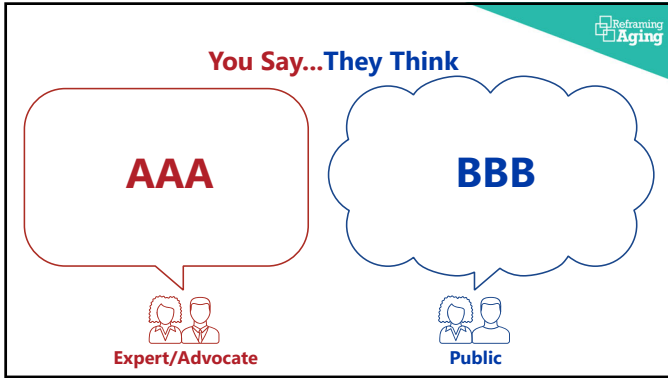 Reframing
Aging
You Say...They Think
AAA
BBB
Expert/Advocate
Public